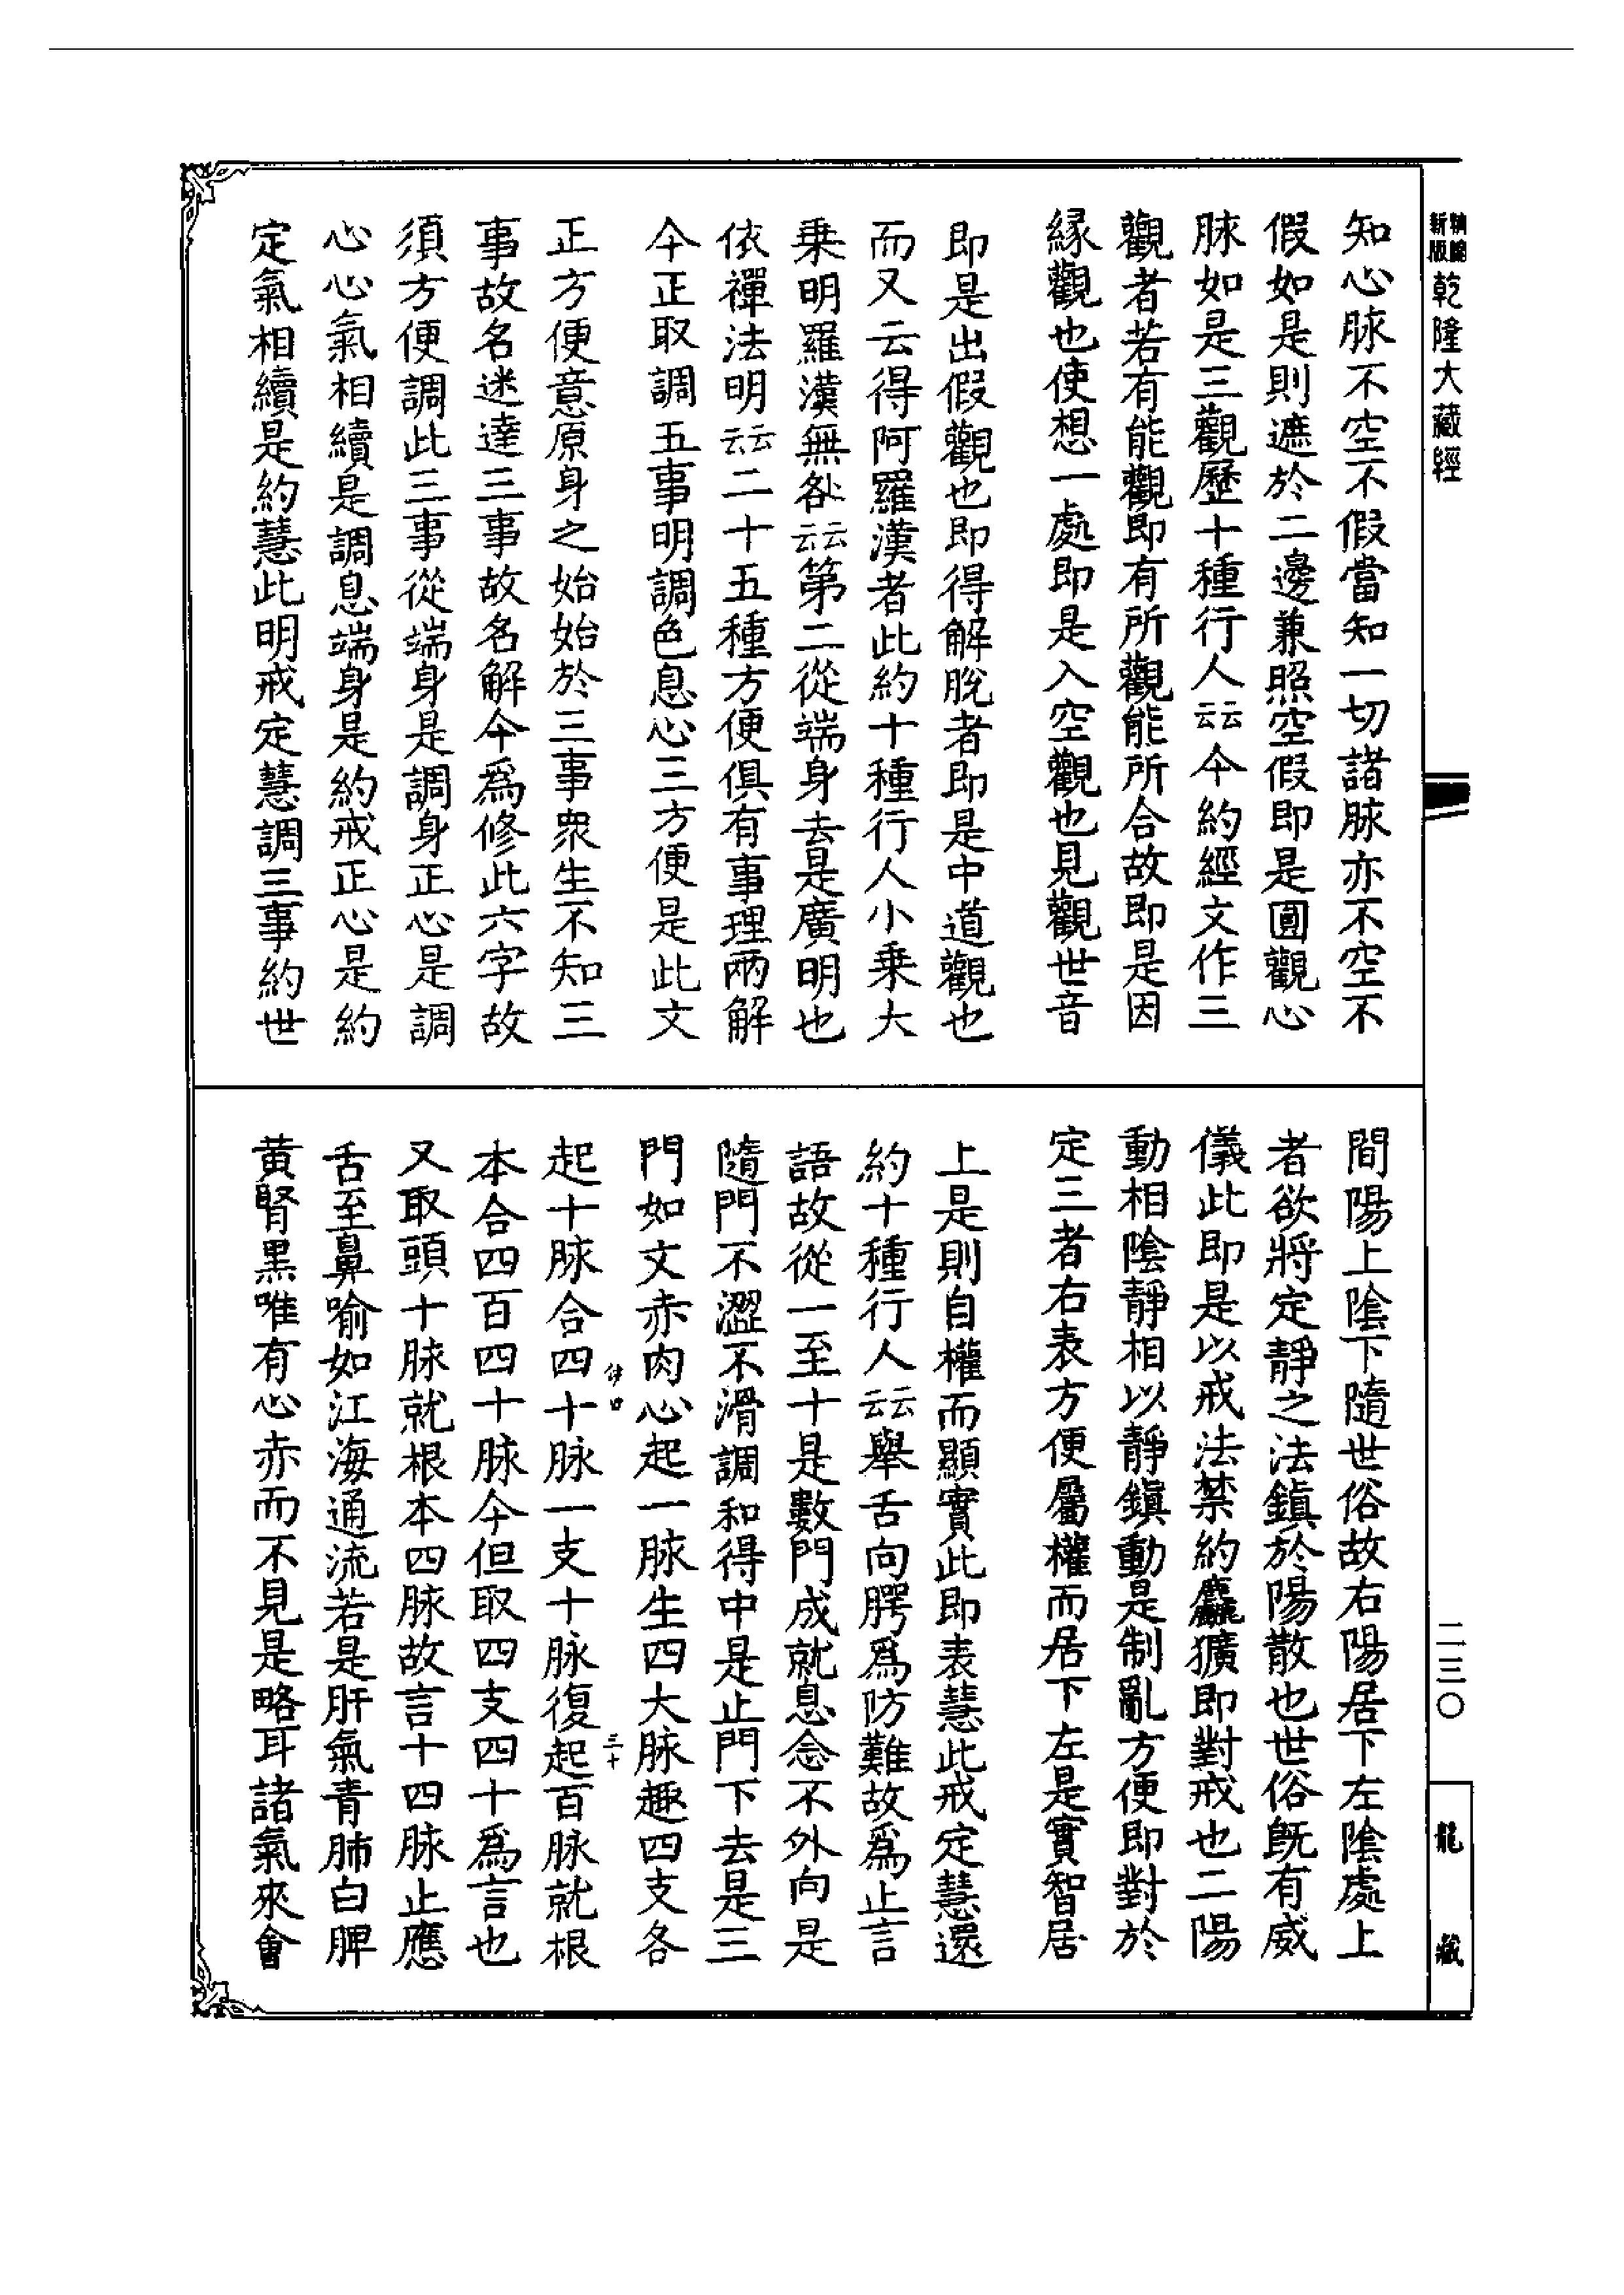 乾隆大藏經
知心脉不空不假當知一切諸脉亦不空不
假如是則遮於二邊兼照空假即是圓觀心
脉如是三觀歷十種行人云云今約經文作三
觀者若有能觀即有所觀能所合故即是因
緣觀也使想一處即是入空觀也見觀世音
即是出假觀也即得解脫者即是中道觀也
而又云得阿羅漢者此約十種行人小乘大
乗明羅漢無咎云云第二從端身去是廣明也
依禪法明云云二十五種方便俱有事理兩解
今正取調五事明調色息心三方便是此文
正方便意原身之始始於三事衆生不知三
事故名迷達三事故名解今爲修此六字故
須方便調此三事從端身是調身正心是調
心心氣相續是調息端身是約戒正心是約
定氣相續是約慧此明戒定慧調三事約世
間陽上陰下隨世俗故右陽居下左陰處上
者欲將定靜之法鎮於陽散也世俗旣有威
儀此即是以戒法禁約麤獷即對戒也二陽
動相陰靜相以靜鎮動是制亂方便即對於
定三者右表方便屬權而居下左是實智居
上是則自權而顯實此即表慧此戒定慧還
約十種行人云云舉舌向腭爲防難故爲止言
語故從一至十是數門成就息念不外向是
隨門不澀不滑調和得中是止門下去是三
門如文赤肉心起一脉生四大脉趣四支各
起十脉合四十脉一支十脉復起百脉就根
本合四百四十脉今但取四支四十爲言也
又取頭十脉就根本四脉故言十四脉止應
舌至鼻喻如江海通流若是肝氣青肺白脾
黃腎黑唯有心赤而不見是略耳諸氣來會
三十
二三〇
龍藏